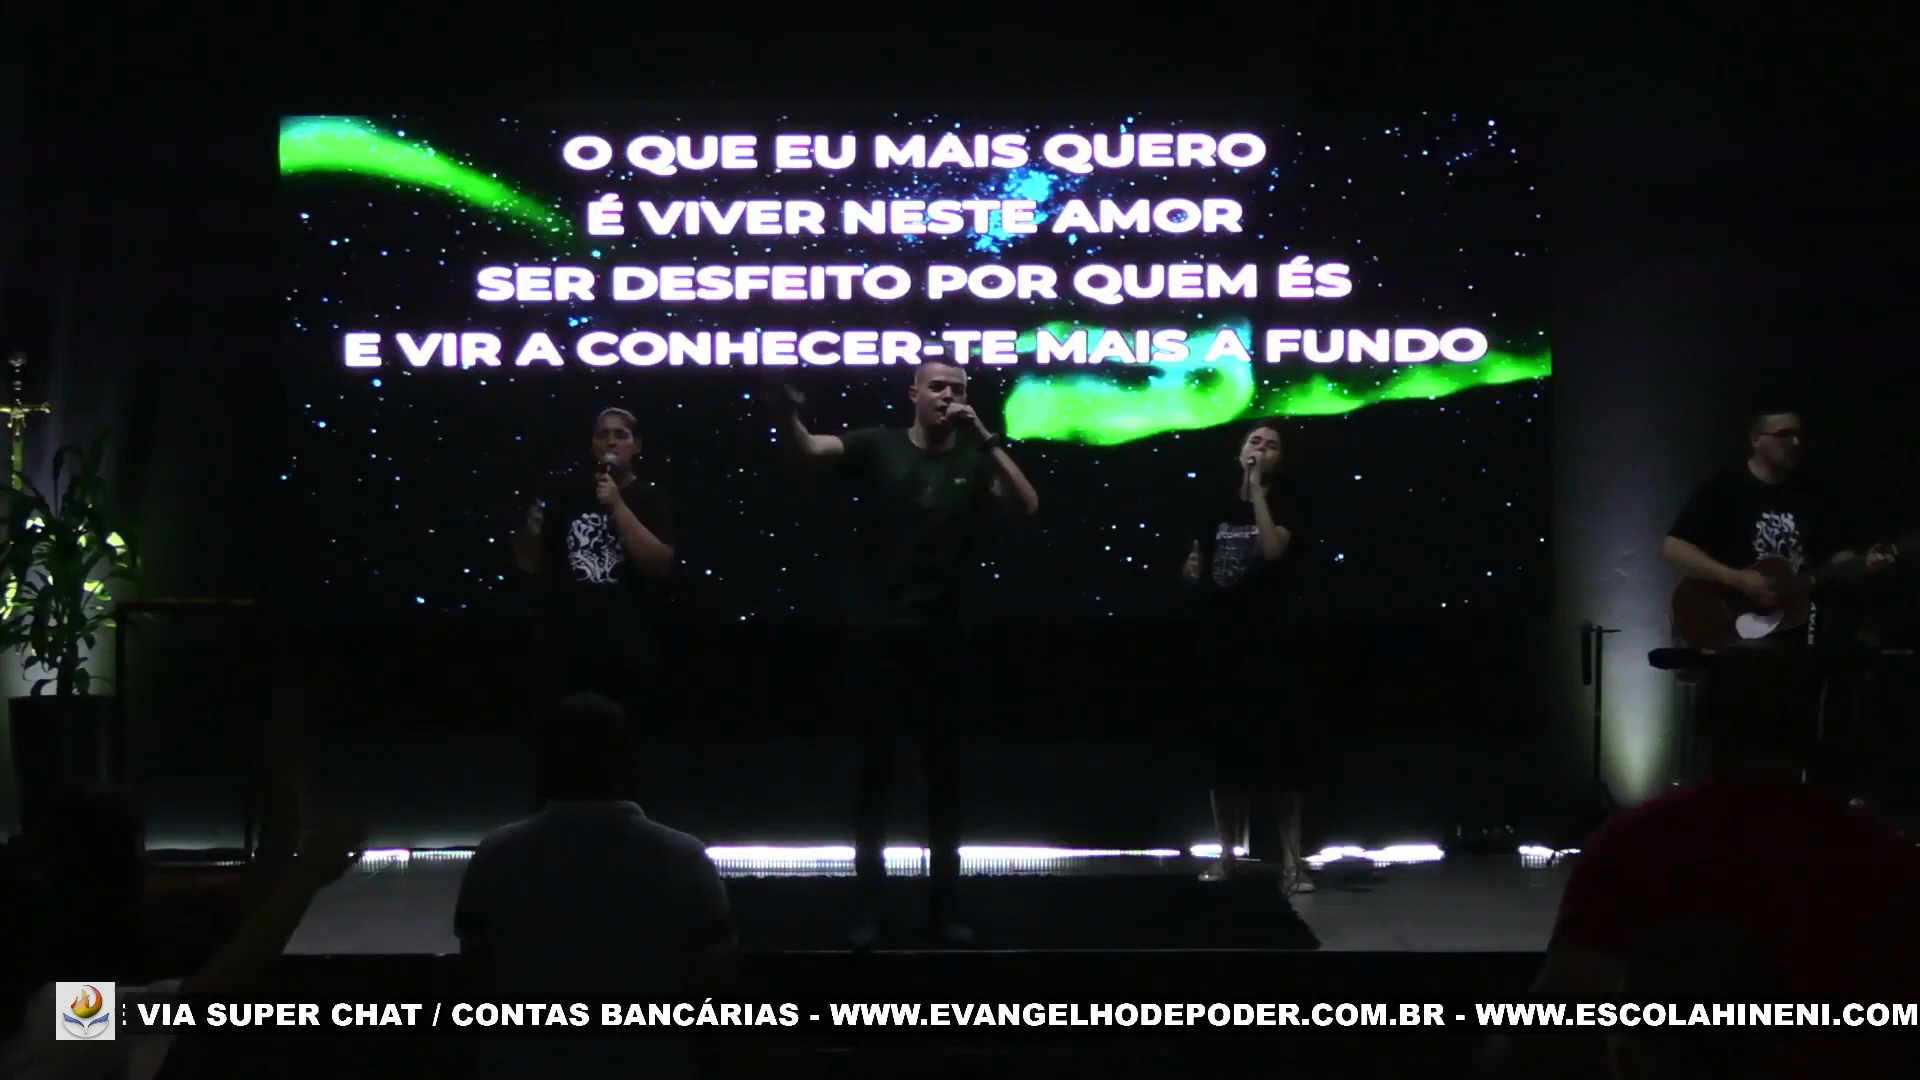 O QUE EU MAIS QUERO
É VIVER NESTE AMOR
SER DESFEITO POR QUEM ÉS
E VIR A CONHECER-TE MAIS A FUNDO
VIA SUPER CHAT / CONTAS BANCÁRIAS - WWW.EVANGELHODEPODER.COM.BR - WWW.ESCOLAHINENI.COM